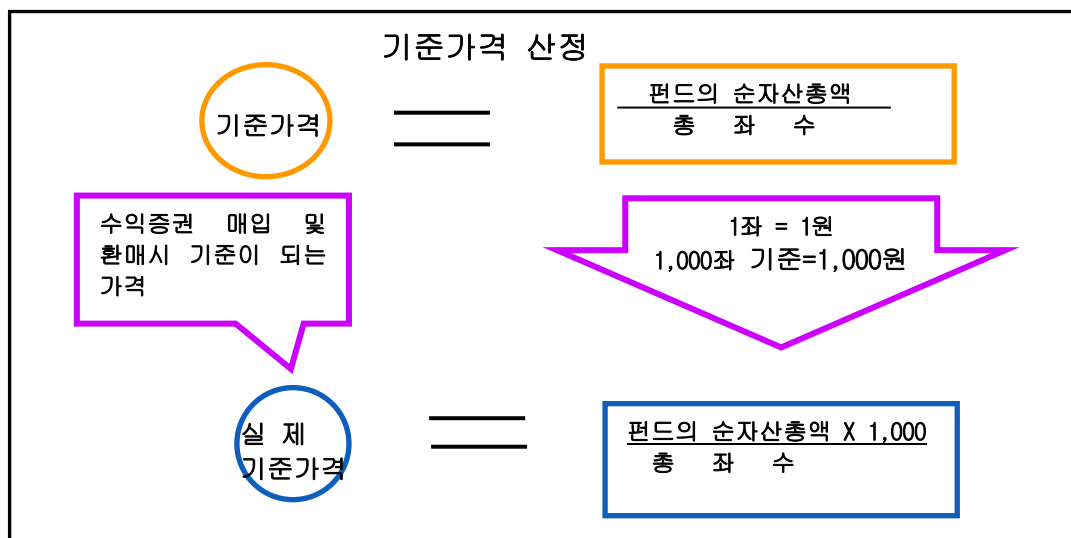 기준가격 산정
기준가격
펀드의 순자산총액
총 좌 수
수익증권 매입 및
환매시 기준이 되는
가격
1좌 = 1원
1,000좌 기준=1,000원
실 제
기준가격
펀드의 순자산총액 X 1,000
총 좌 수